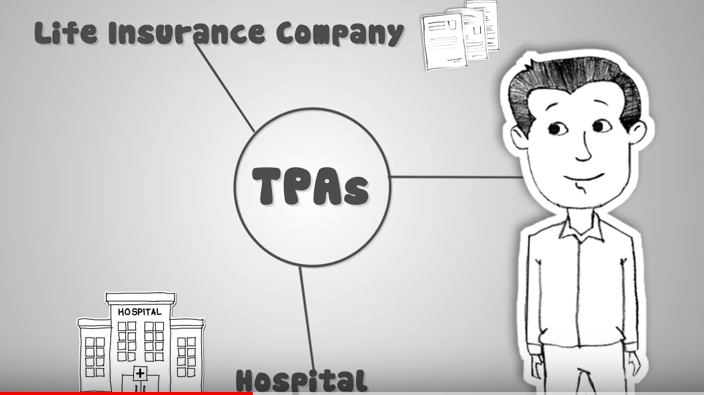 Life Insurance Company
TPAs
HOSPITAL
Hospital